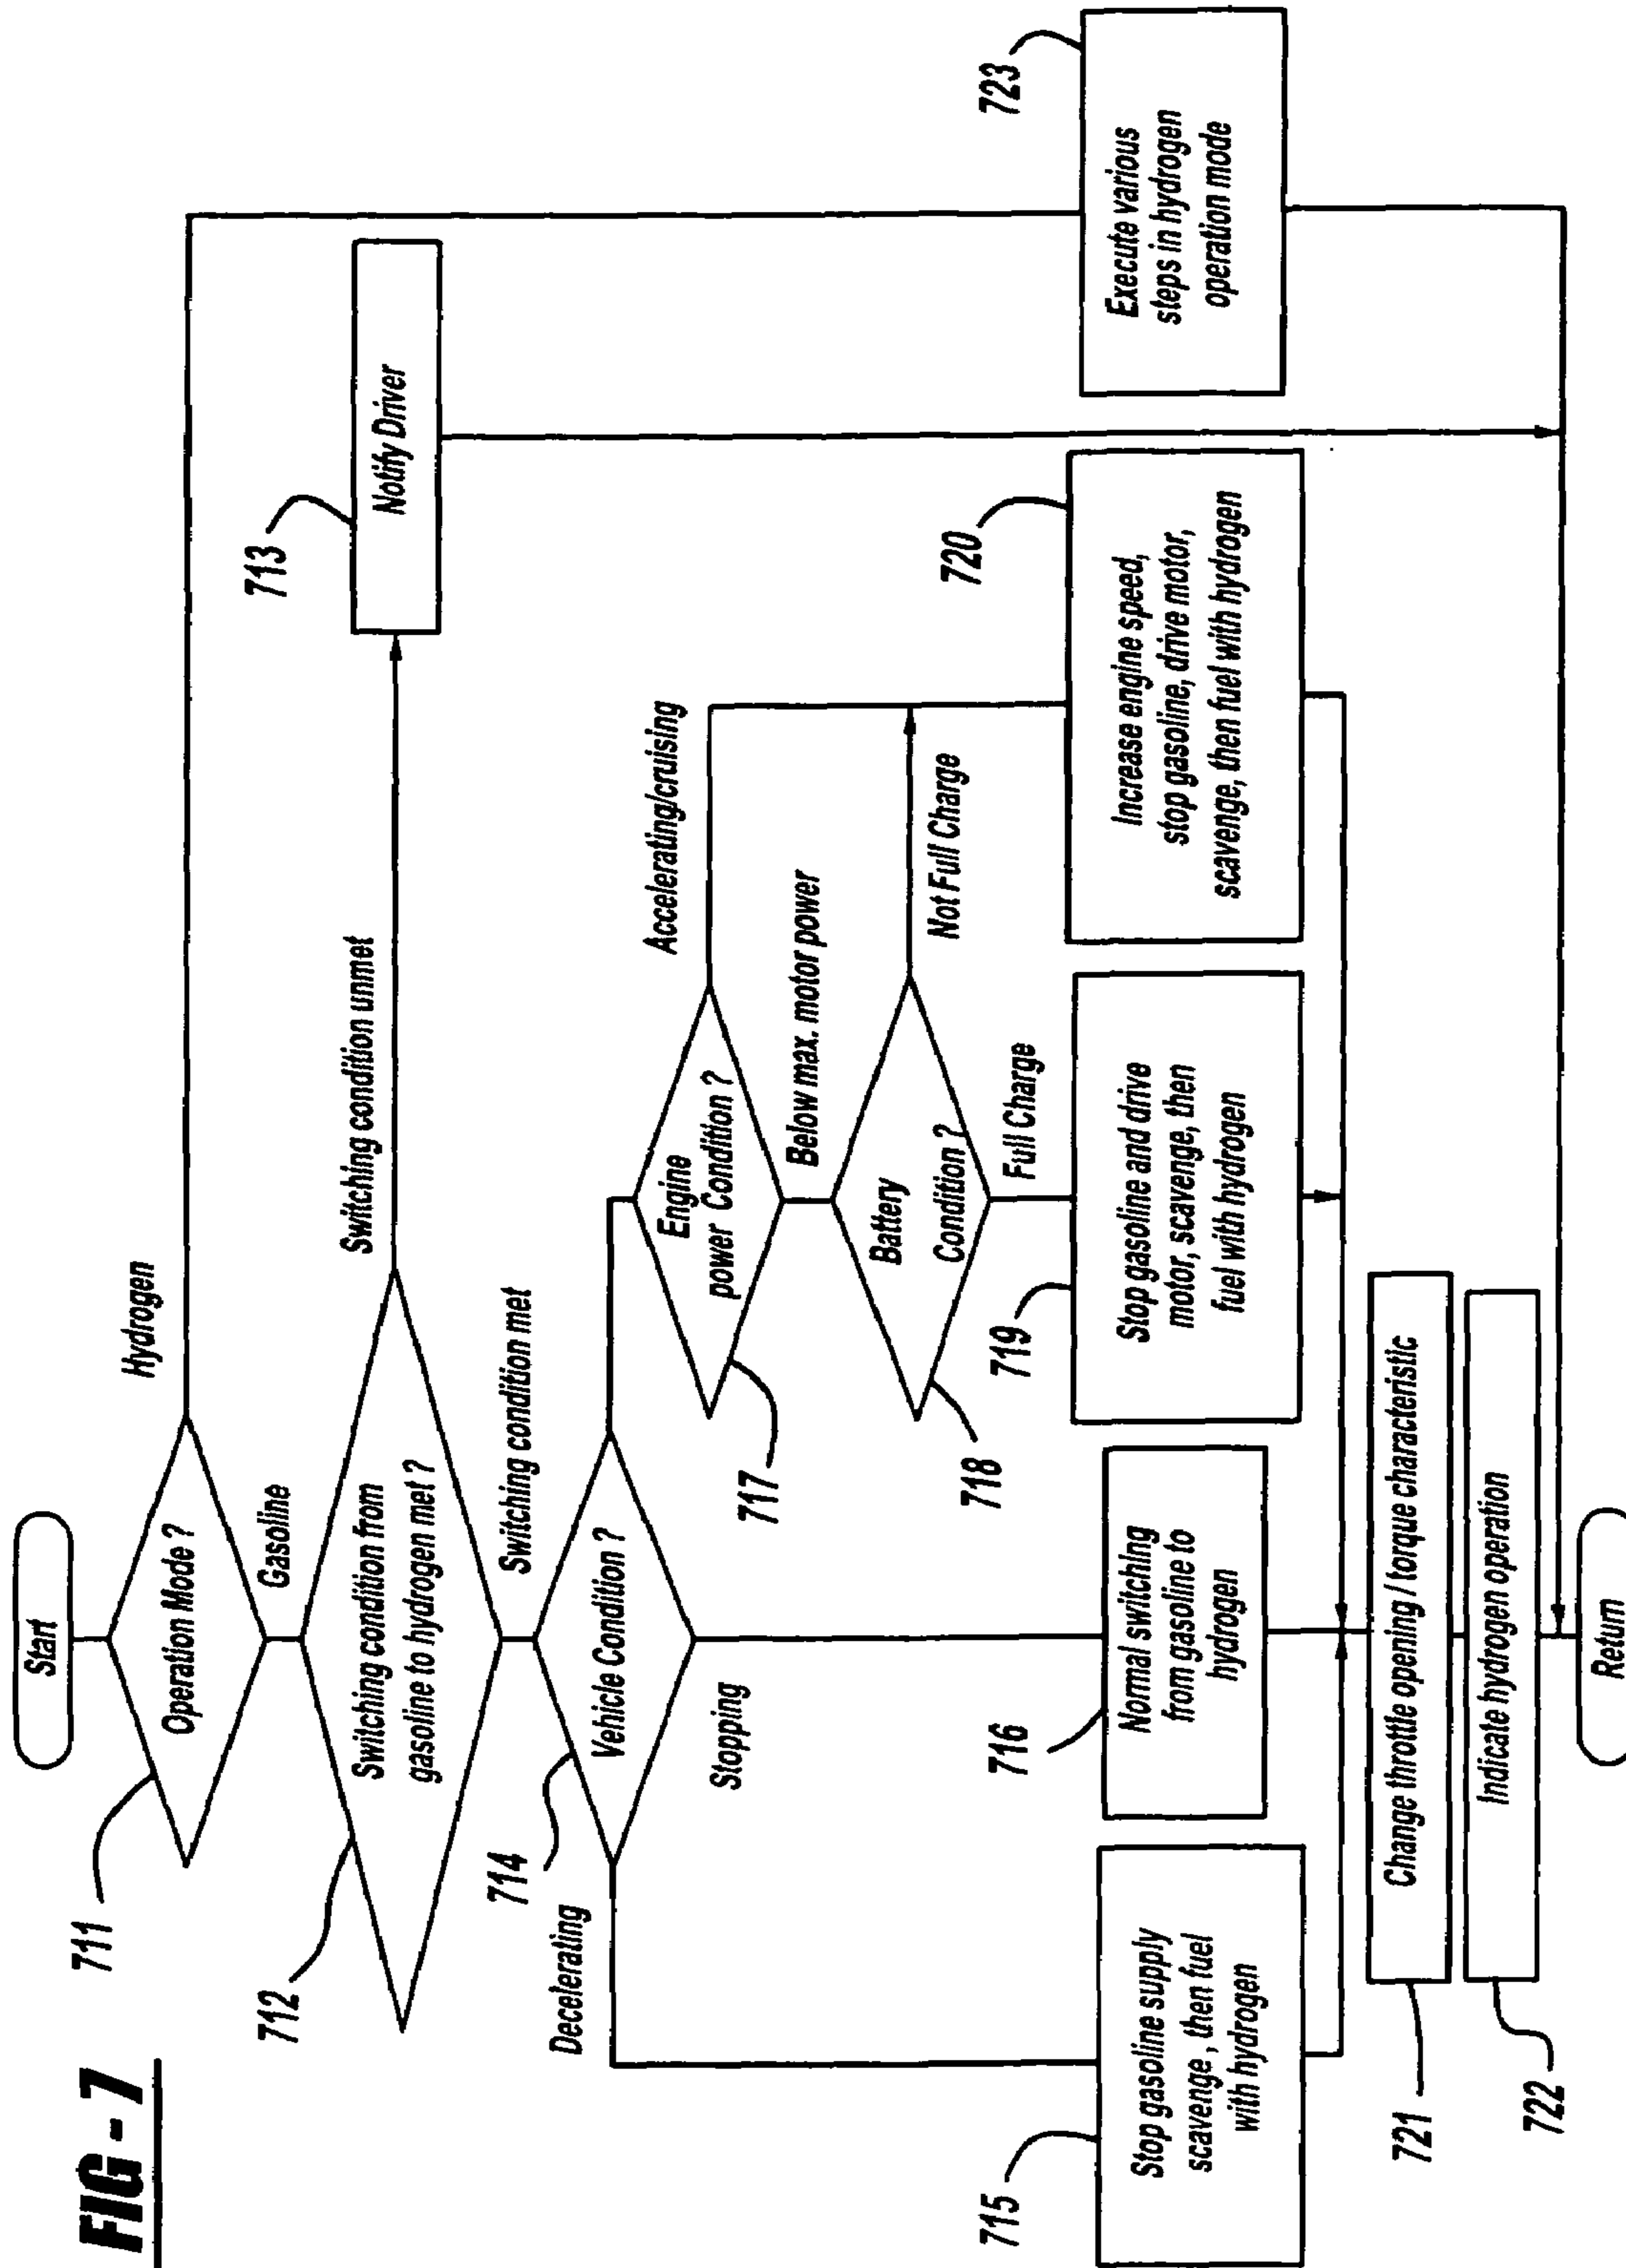 FIG - 7
Start
711
Operation Mode ?
Hydrogen
Gasoline
712
Switching condition from
gasoline to hydrogen met ?
Switching condition unmet
713
Notify Driver
Switching condition met
714
Vehicle Condition ?
Decelerating
Stopping
717
Engine
power Condition ?
Accelerating/cruising
Below max. motor power
718
Battery
Condition ?
Not Full Charge
Full Charge
715
Stop gasoline supply
scavenge , then fuel
with hydrogen
716
Normal switching
from gasoline to
hydrogen
719
Stop gasoline and drive
motor, scavenge, then
fuel with hydrogen
720
Increase engine speed,
stop gasoline, drive motor,
scavenge, then fuel with hydrogen
723
Execute various
steps in hydrogen
operation mode
721
Change throttle opening / torque characteristic
722
Indicate hydrogen operation
Return